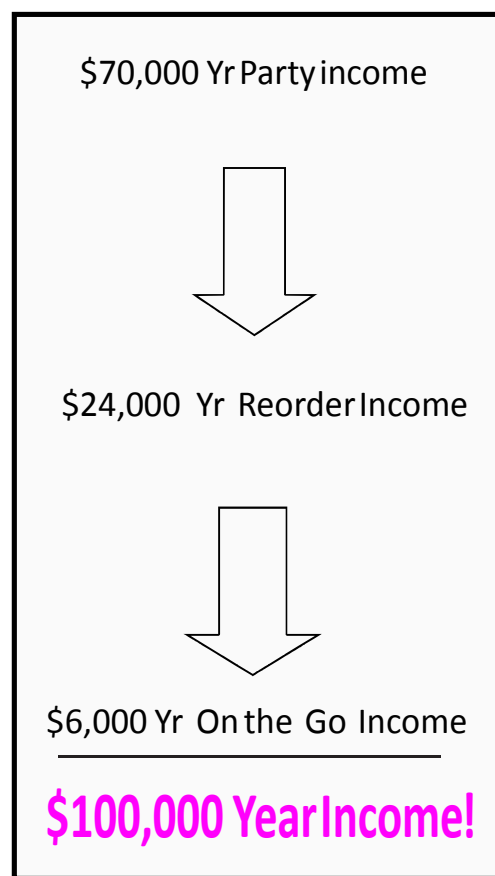 $70,000 Yr Party income
$24,000 Yr Reorder Income
$6,000 Yr On the Go Income
$100,000 Year Income!